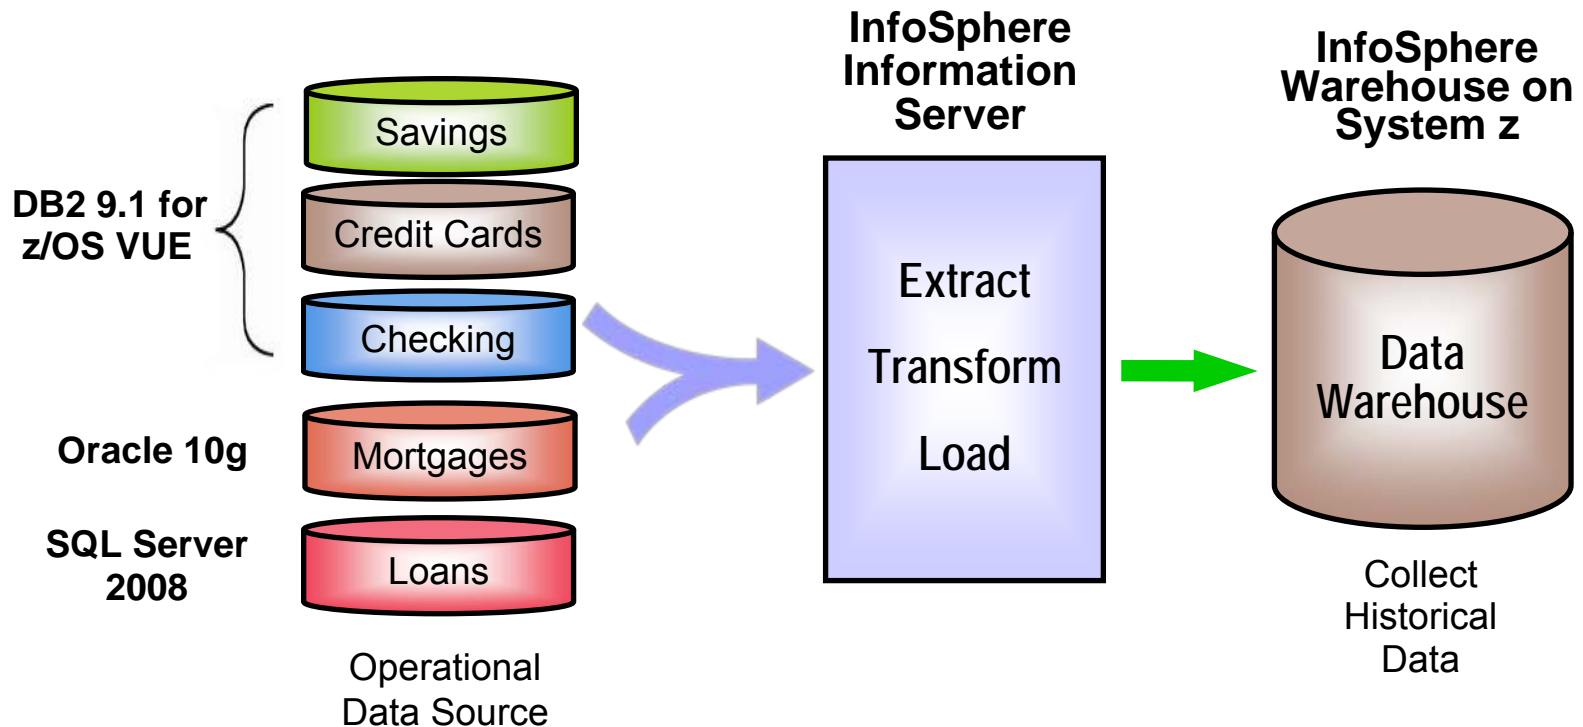 DB2 9.1 for
z/OS VUE
Oracle 10g
SQL Server
2008
Savings
Credit Cards
Checking
Mortgages
Loans
Operational
Data Source
InfoSphere
Information
Server
Extract
Transform
Load
InfoSphere
Warehouse on
System z
Data
Warehouse
Collect
Historical
Data